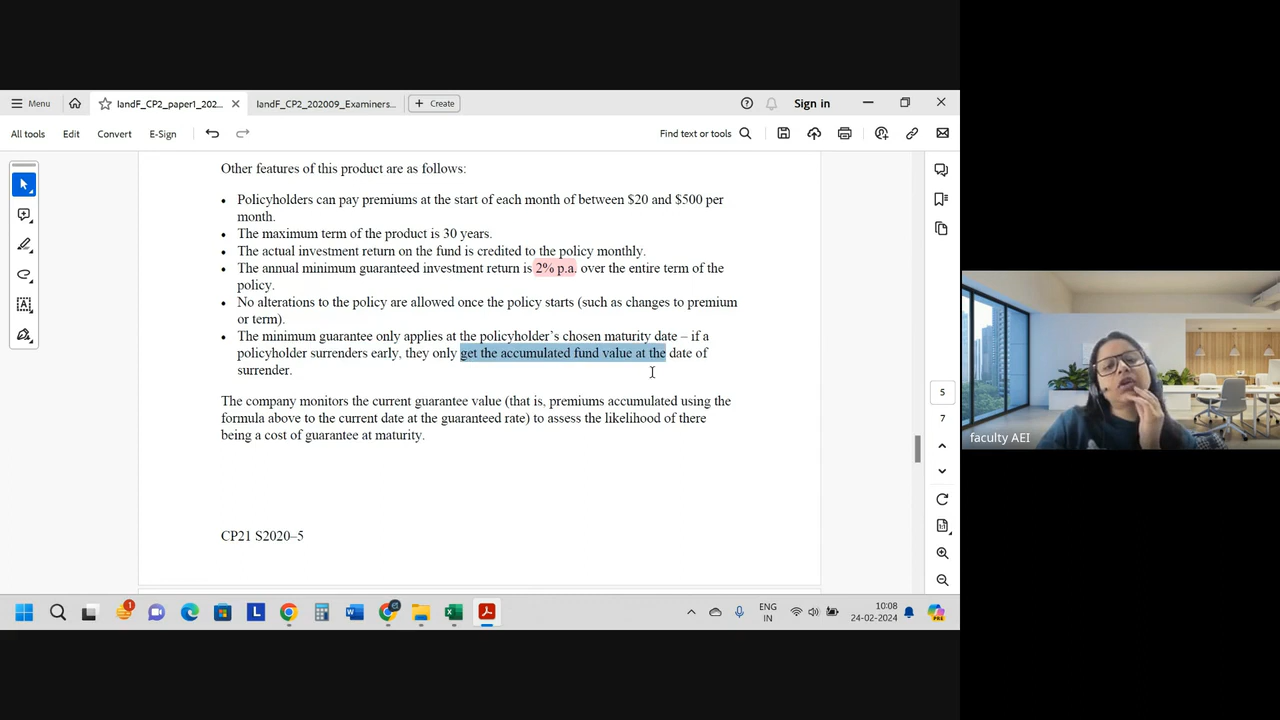 Menu
IandF_CP2_paper1_202...
IandF_CP2_202009_Examiners...
Create
Sign in
All tools
Edit
Convert
E-Sign
Find text or tools
Other features of this product are as follows:
• Policyholders can pay premiums at the start of each month of between $20 and $500 per
month.
• The maximum term of the product is 30 years.
• The actual investment return on the fund is credited to the policy monthly.
• The annual minimum guaranteed investment return is 2% p.a. over the entire term of the
policy.
• No alterations to the policy are allowed once the policy starts (such as changes to premium
or term).
• The minimum guarantee only applies at the policyholder's chosen maturity date – if a
policyholder surrenders early, they only get the accumulated fund value at the date of
surrender.
The company monitors the current guarantee value (that is, premiums accumulated using the
formula above to the current date at the guaranteed rate) to assess the likelihood of there
being a cost of guarantee at maturity.
CP21 S2020–5
5
7
faculty AEI
1
L
W
ENG
IN
10:08
24-02-2024